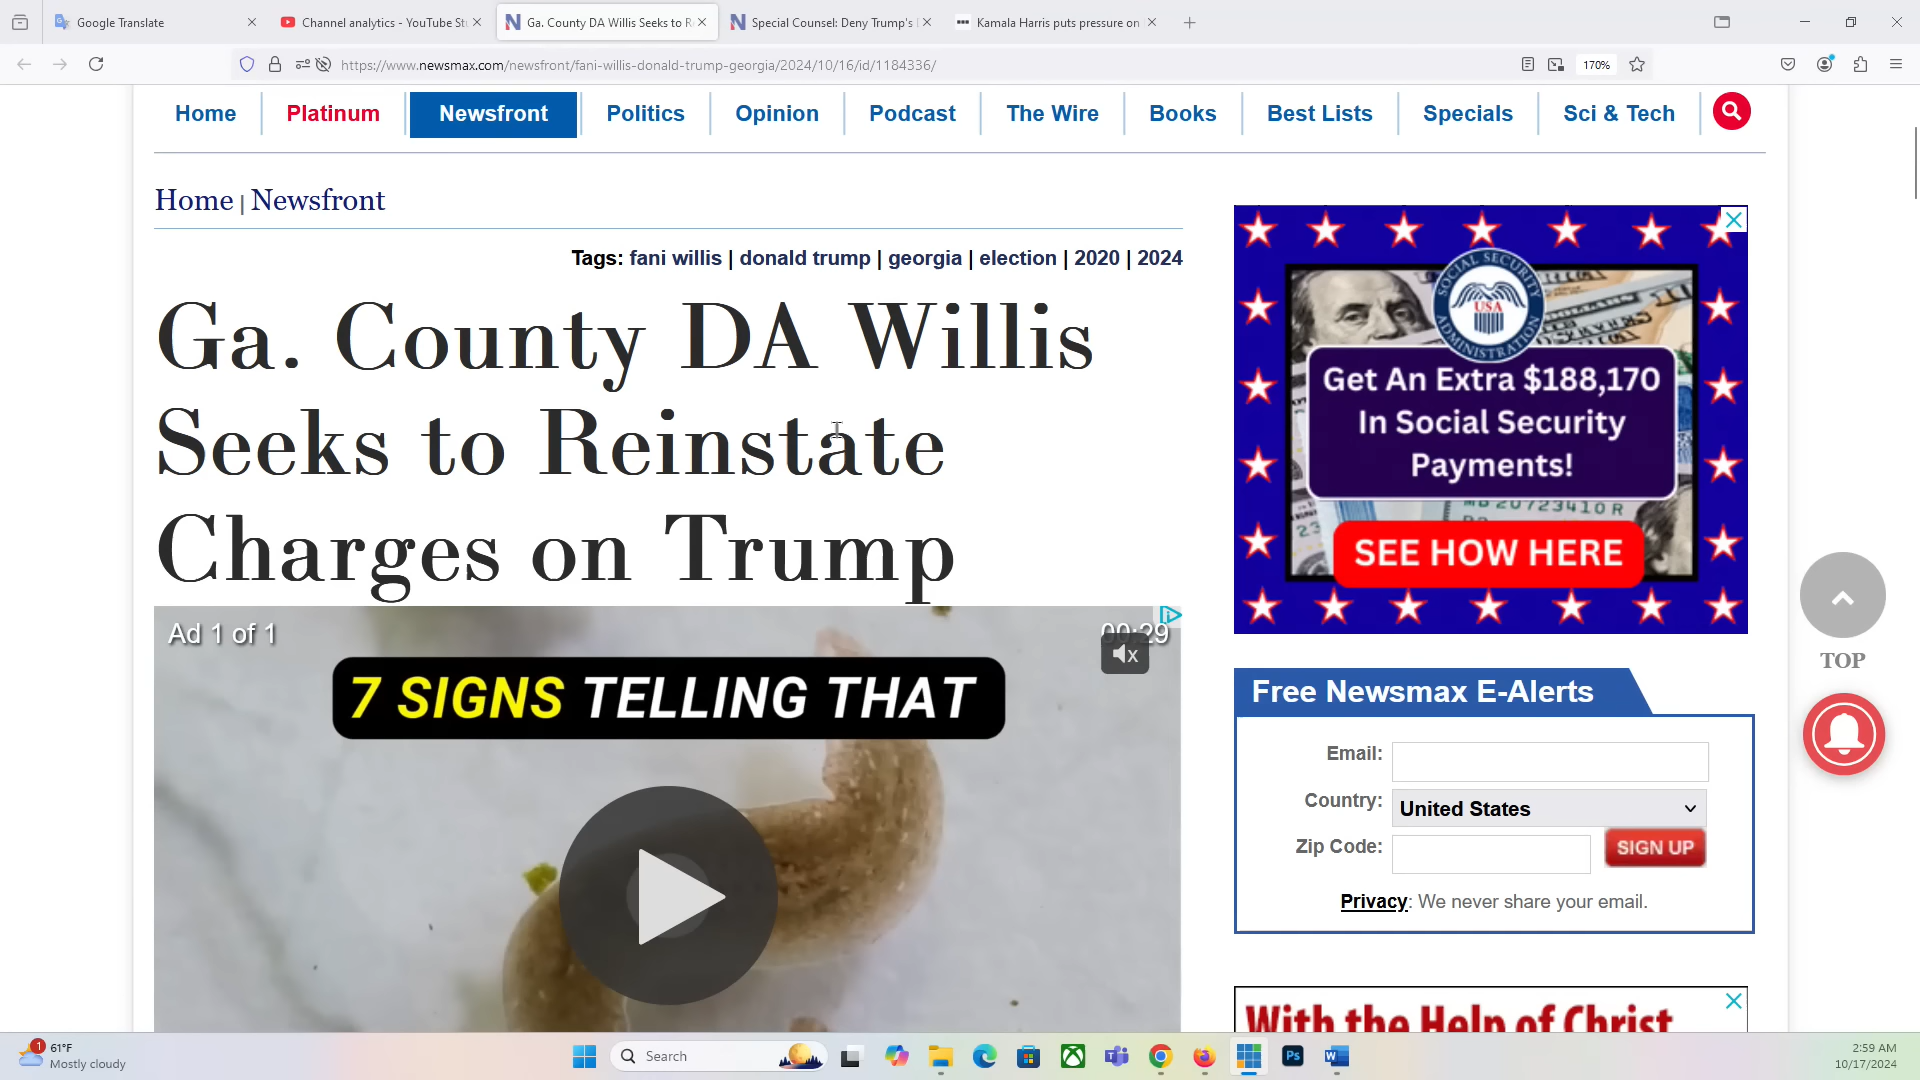 Google Translate
Channel analytics - YouTube St
Ga. County DA Willis Seeks to R
Special Counsel: Deny Trump's
Kamala Harris puts pressure on
https://www.newsmax.com/newsfront/fani-willis-donald-trump-georgia/2024/10/16/id/1184336/
170%
Home
Platinum
Newsfront
Politics
Opinion
Podcast
The Wire
Books
Best Lists
Specials
Sci & Tech
Home | Newsfront
Tags: fani willis | donald trump | georgia | election | 2020 | 2024
Ga. County DA Willis
Seeks to Reinstate
Charges on Trump
Ad 1 of 1
00:29
7 SIGNS TELLING THAT
SOCIAL SECURITY
USA
ADMINISTRATION
Get An Extra $188,170
In Social Security
Payments!
SEE HOW HERE
TOP
Free Newsmax E-Alerts
Email:
Country:
United States
Zip Code:
SIGN UP
Privacy: We never share your email.
With the Help of Christ
1
61°F
Mostly cloudy
Search
Ps
2:59 AM
10/17/2024